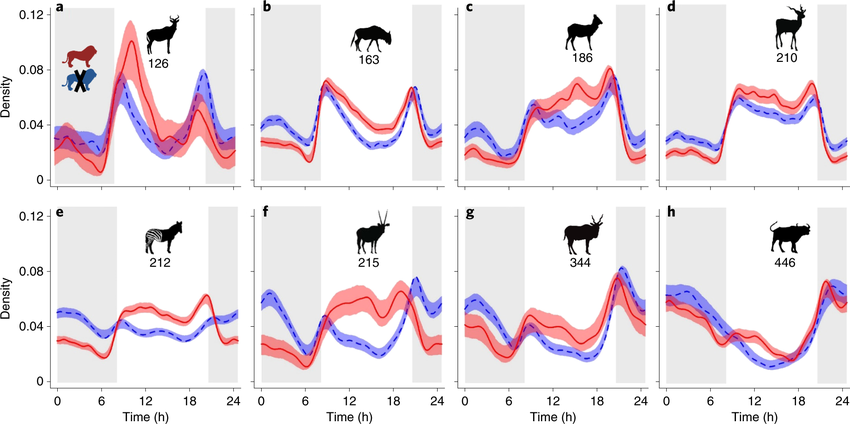 a
b
c
d
0.12
0.08
0.04
0
Density
126
163
186
210
e
f
g
h
0.12
0.08
0.04
0
Density
212
215
344
446
0 6 12 18 24
0 6 12 18 24
0 6 12 18 24
0 6 12 18 24
Time (h)
Time (h)
Time (h)
Time (h)